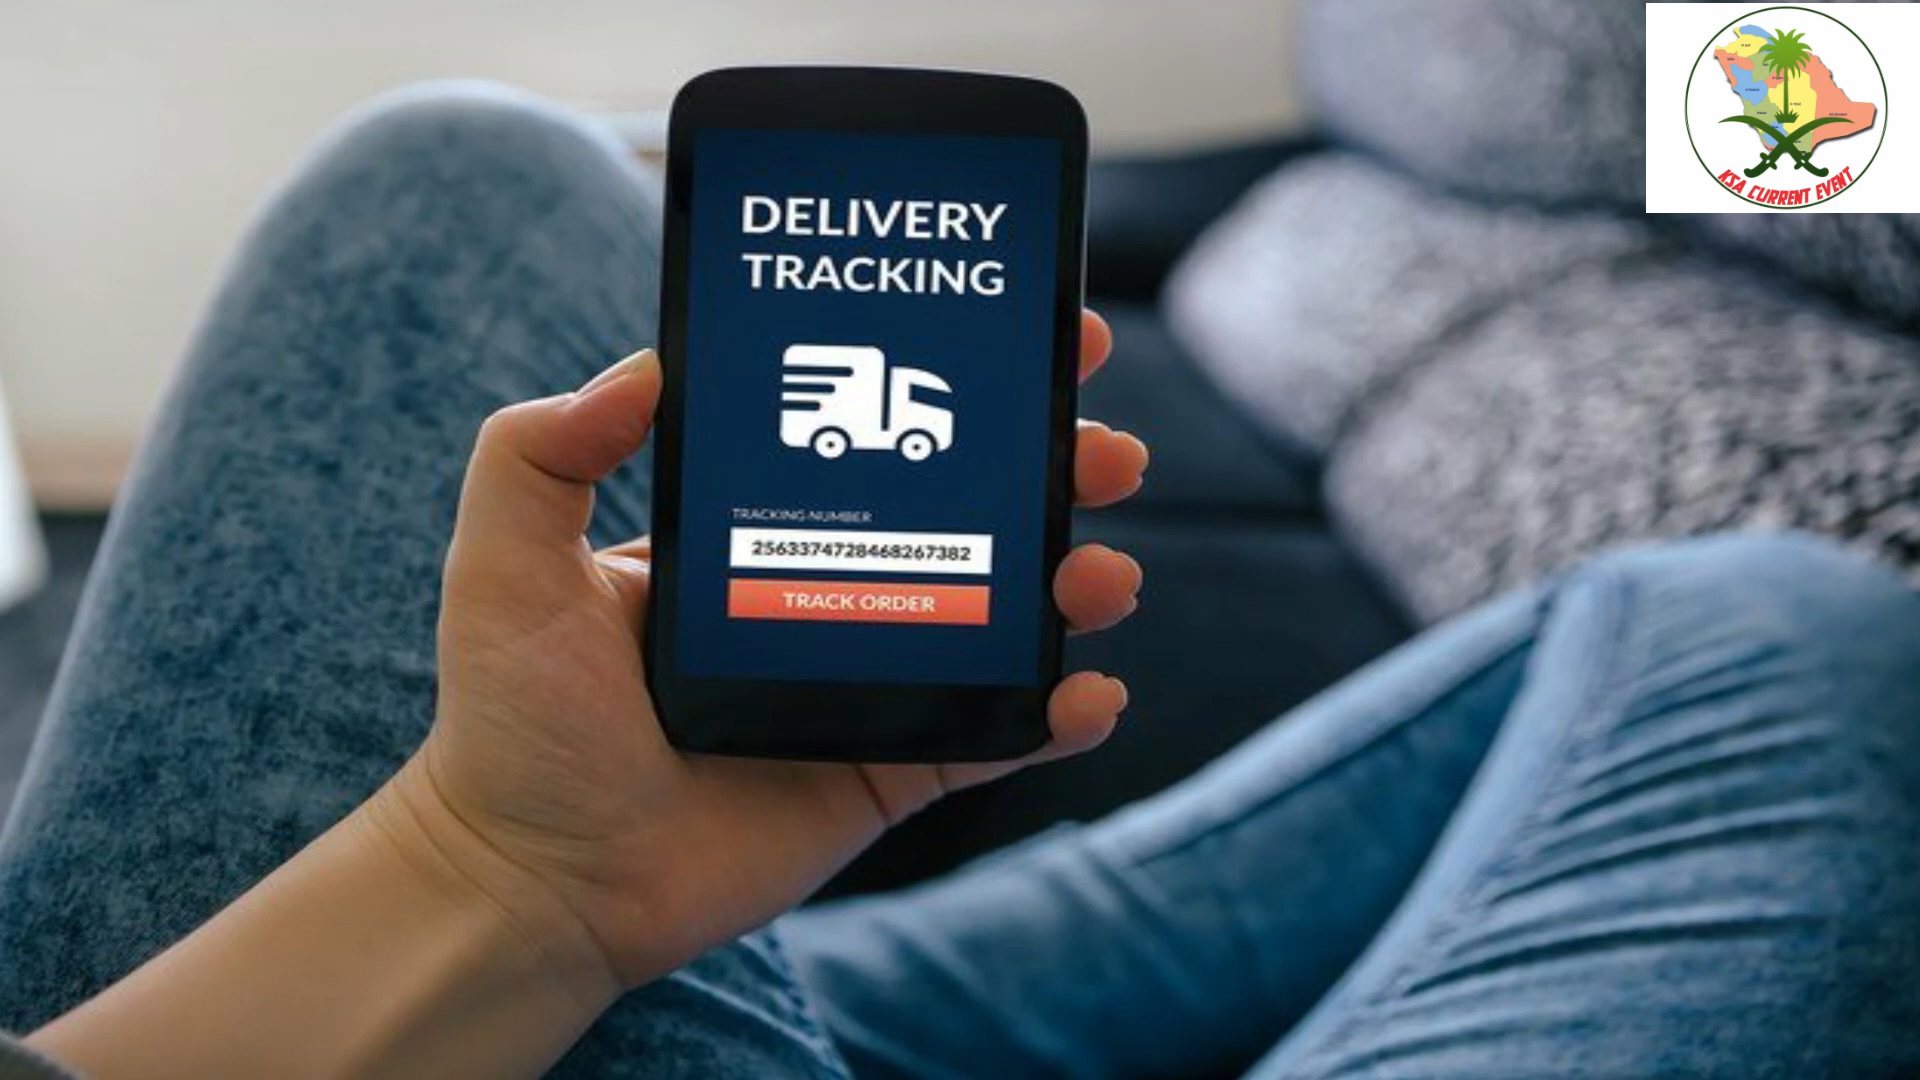 DELIVERY
TRACKING
TRACKING NUMBER
2563374728468267382
TRACK ORDER
KSA CURRENT EVENT